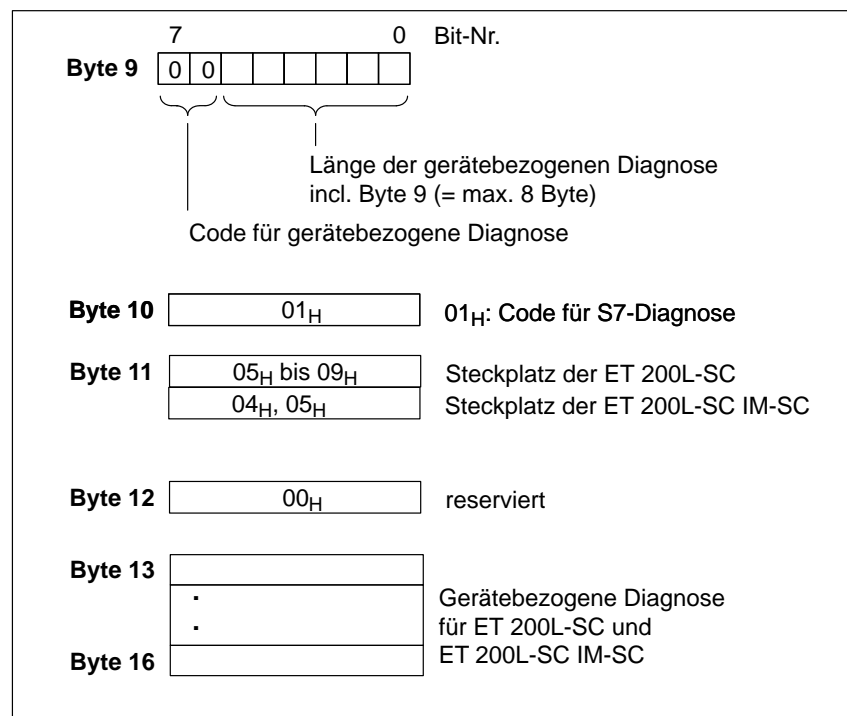 7 0 Bit-Nr.
Byte 9 0 0
Länge der gerätebezogenen Diagnose
incl. Byte 9 (= max. 8 Byte)
Code für gerätebezogene Diagnose
Byte 10 01H 01H: Code für S7-Diagnose
Byte 11 05H bis 09H Steckplatz der ET 200L-SC
04H, 05H Steckplatz der ET 200L-SC IM-SC
Byte 12 00H reserviert
Byte 13
. Gerätebezogene Diagnose
. für ET 200L-SC und
ET 200L-SC IM-SC
Byte 16